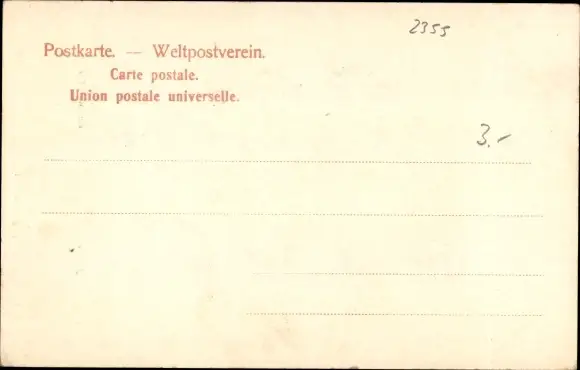 2355
Postkarte. — Weltpostverein.
Carte postale.
Union postale universelle.
3.-